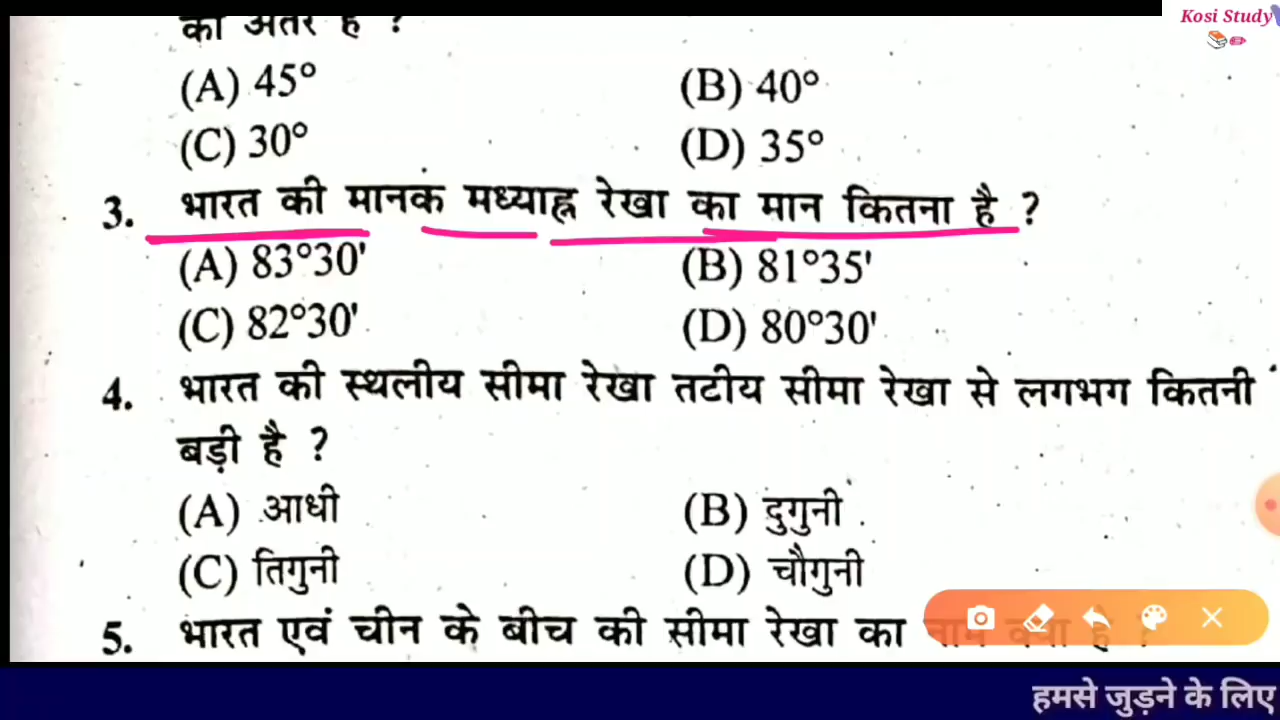 Kosi Study
का अंतर है ?
(A) 45° (B) 40°
(C) 30° (D) 35°
3. भारत की मानक मध्याह्न रेखा का मान कितना है ?
(A) 83°30' (B) 81°35'
(C) 82°30' (D) 80°30'
4. भारत की स्थलीय सीमा रेखा तटीय सीमा रेखा से लगभग कितनी
बड़ी है ?
(A) आधी (B) दुगुनी
(C) तिगुनी (D) चौगुनी
5. भारत एवं चीन के बीच की सीमा रेखा का नाम क्या है ?
हमसे जुड़ने के लिए